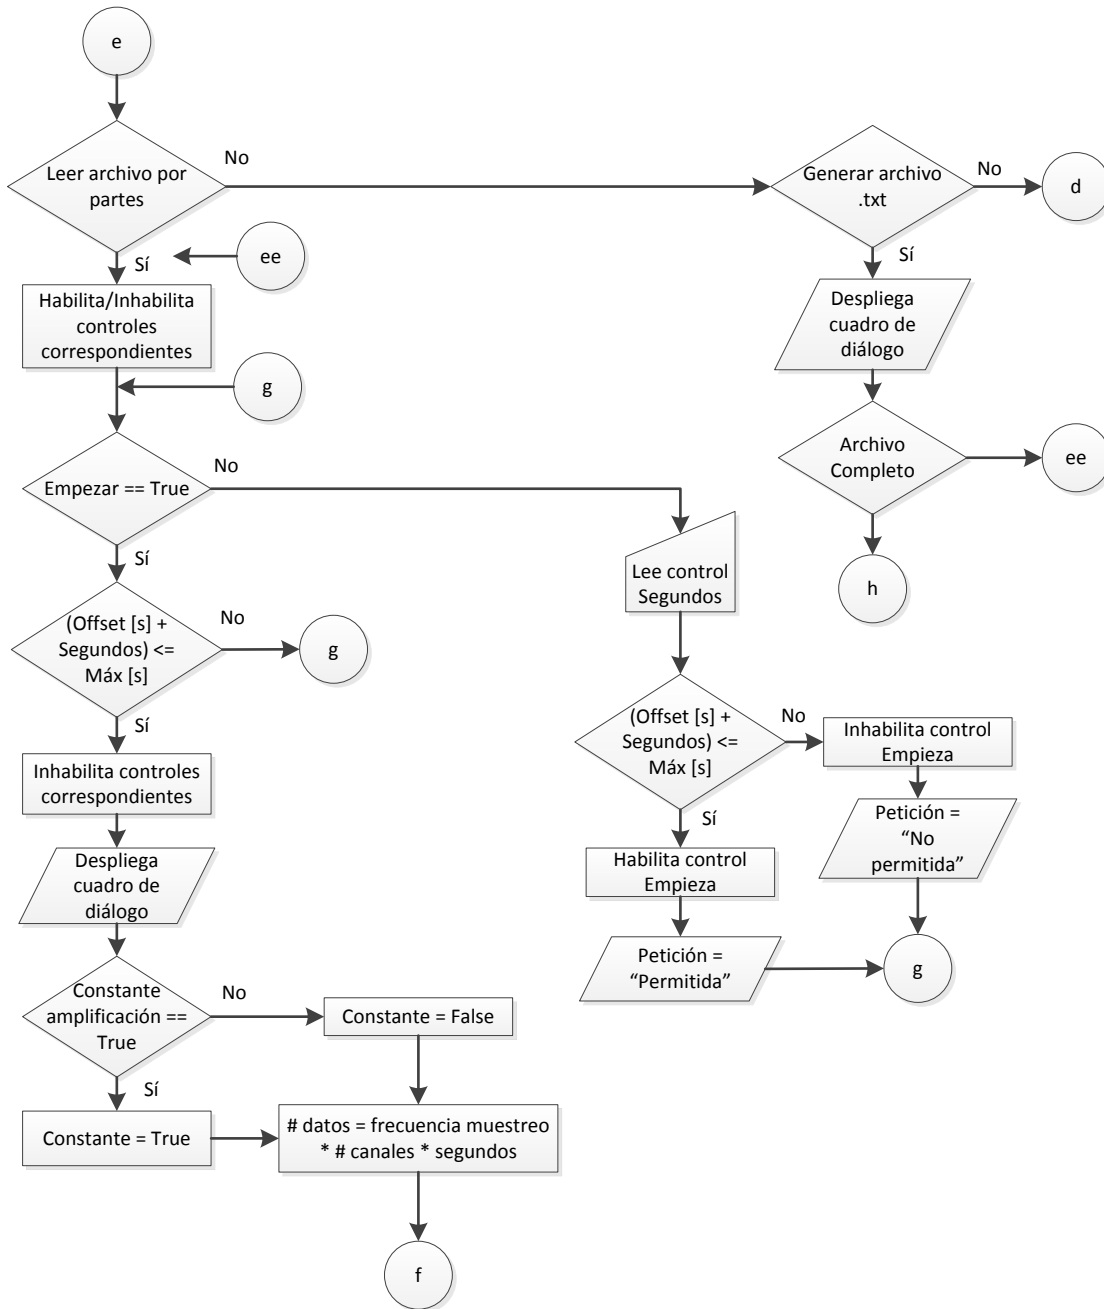 e
Leer archivo por
partes
No
Generar archivo
.txt
No
d
Sí
ee
Sí
Habilita/Inhabilita
controles
correspondientes
Despliega
cuadro de
diálogo
g
Archivo
Completo
ee
Empezar == True
No
Sí
Lee control
Segundos
h
(Offset [s] +
Segundos) <=
Máx [s]
No
g
Sí
(Offset [s] +
Segundos) <=
Máx [s]
No
Inhabilita control
Empieza
Inhabilita controles
correspondientes
Sí
Petición =
“No
permitida”
Despliega
cuadro de
diálogo
Habilita control
Empieza
Petición =
“Permitida”
g
Constante
amplificación ==
True
No
Constante = False
Sí
Constante = True
# datos = frecuencia muestreo
* # canales * segundos
f